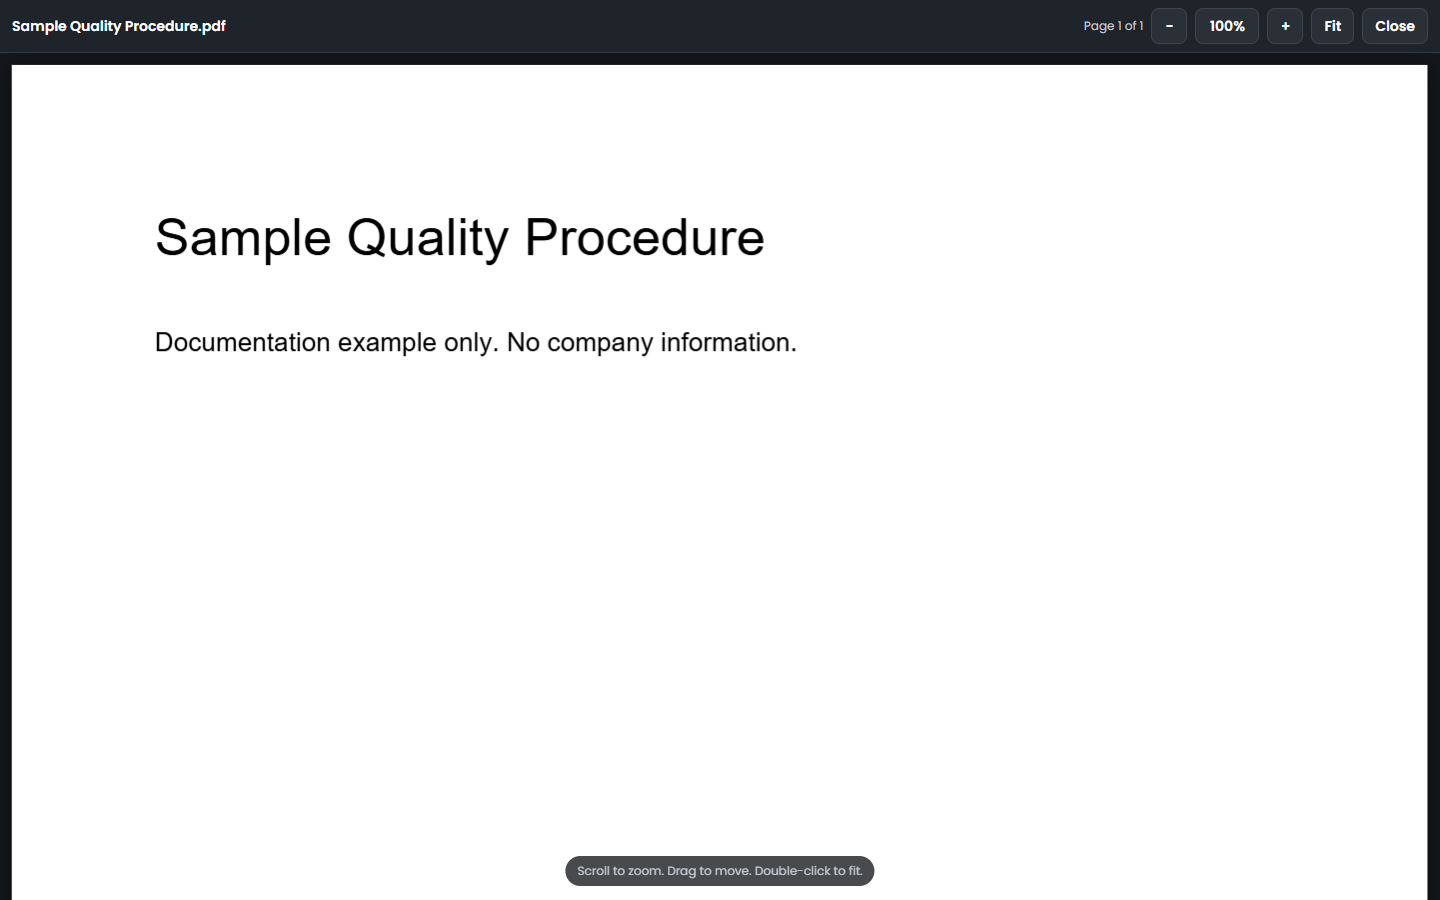 Sample Quality Procedure.pdf
Page 1 of 1
-
100%
+
Fit
Close
Sample Quality Procedure
Documentation example only. No company information.
Scroll to zoom. Drag to move. Double-click to fit.